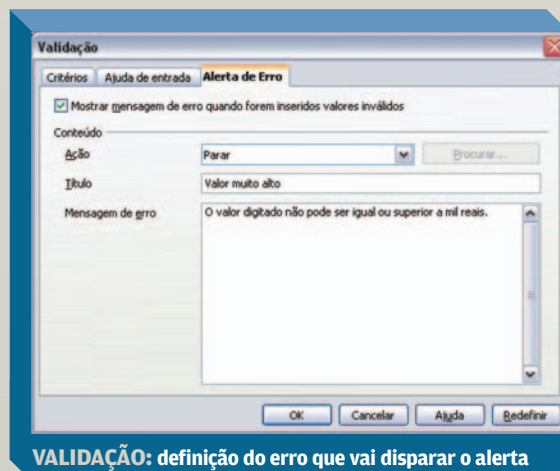 Validação
Critérios Ajuda de entrada Alerta de Erro
Mostrar mensagem de erro quando forem inseridos valores inválidos
Conteúdo
Ação Parar Procurar...
Título Valor muito alto
Mensagem de erro O valor digitado não pode ser igual ou superior a mil reais.
OK Cancelar Ajuda Redefinir
VALIDAÇÃO: definição do erro que vai disparar o alerta